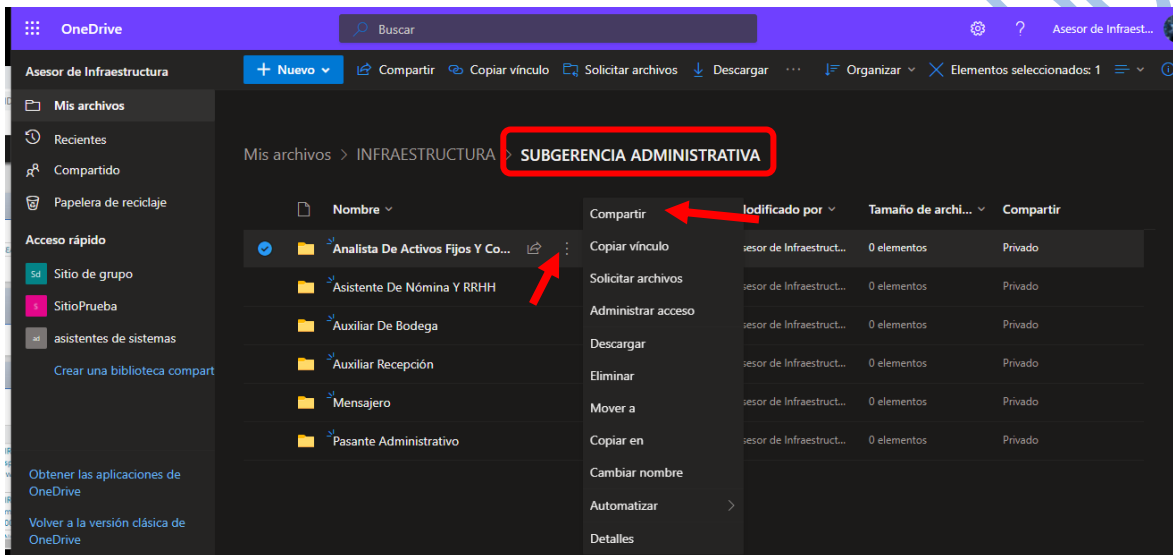 OneDrive
Buscar
?
Asesor de Infraest...
Asesor de Infraestructura
+ Nuevo
Compartir
Copiar vínculo
Solicitar archivos
Descargar
...
Organizar
Elementos seleccionados: 1
Mis archivos
Recientes
Compartido
Papelera de reciclaje
Acceso rápido
Sd Sitio de grupo
S SitioPrueba
ad asistentes de sistemas
Crear una biblioteca compart
Obtener las aplicaciones de
OneDrive
Volver a la versión clásica de
OneDrive
Mis archivos > INFRAESTRUCTURA > SUBGERENCIA ADMINISTRATIVA
Nombre
lodificado por
Tamaño de archi...
Compartir
Analista De Activos Fijos Y Co...
sesor de Infraestruct...
0 elementos
Privado
Asistente De Nómina Y RRHH
sesor de Infraestruct...
0 elementos
Privado
Auxiliar De Bodega
sesor de Infraestruct...
0 elementos
Privado
Auxiliar Recepción
sesor de Infraestruct...
0 elementos
Privado
Mensajero
sesor de Infraestruct...
0 elementos
Privado
Pasante Administrativo
sesor de Infraestruct...
0 elementos
Privado
Compartir
Copiar vínculo
Solicitar archivos
Administrar acceso
Descargar
Eliminar
Mover a
Copiar en
Cambiar nombre
Automatizar
Detalles